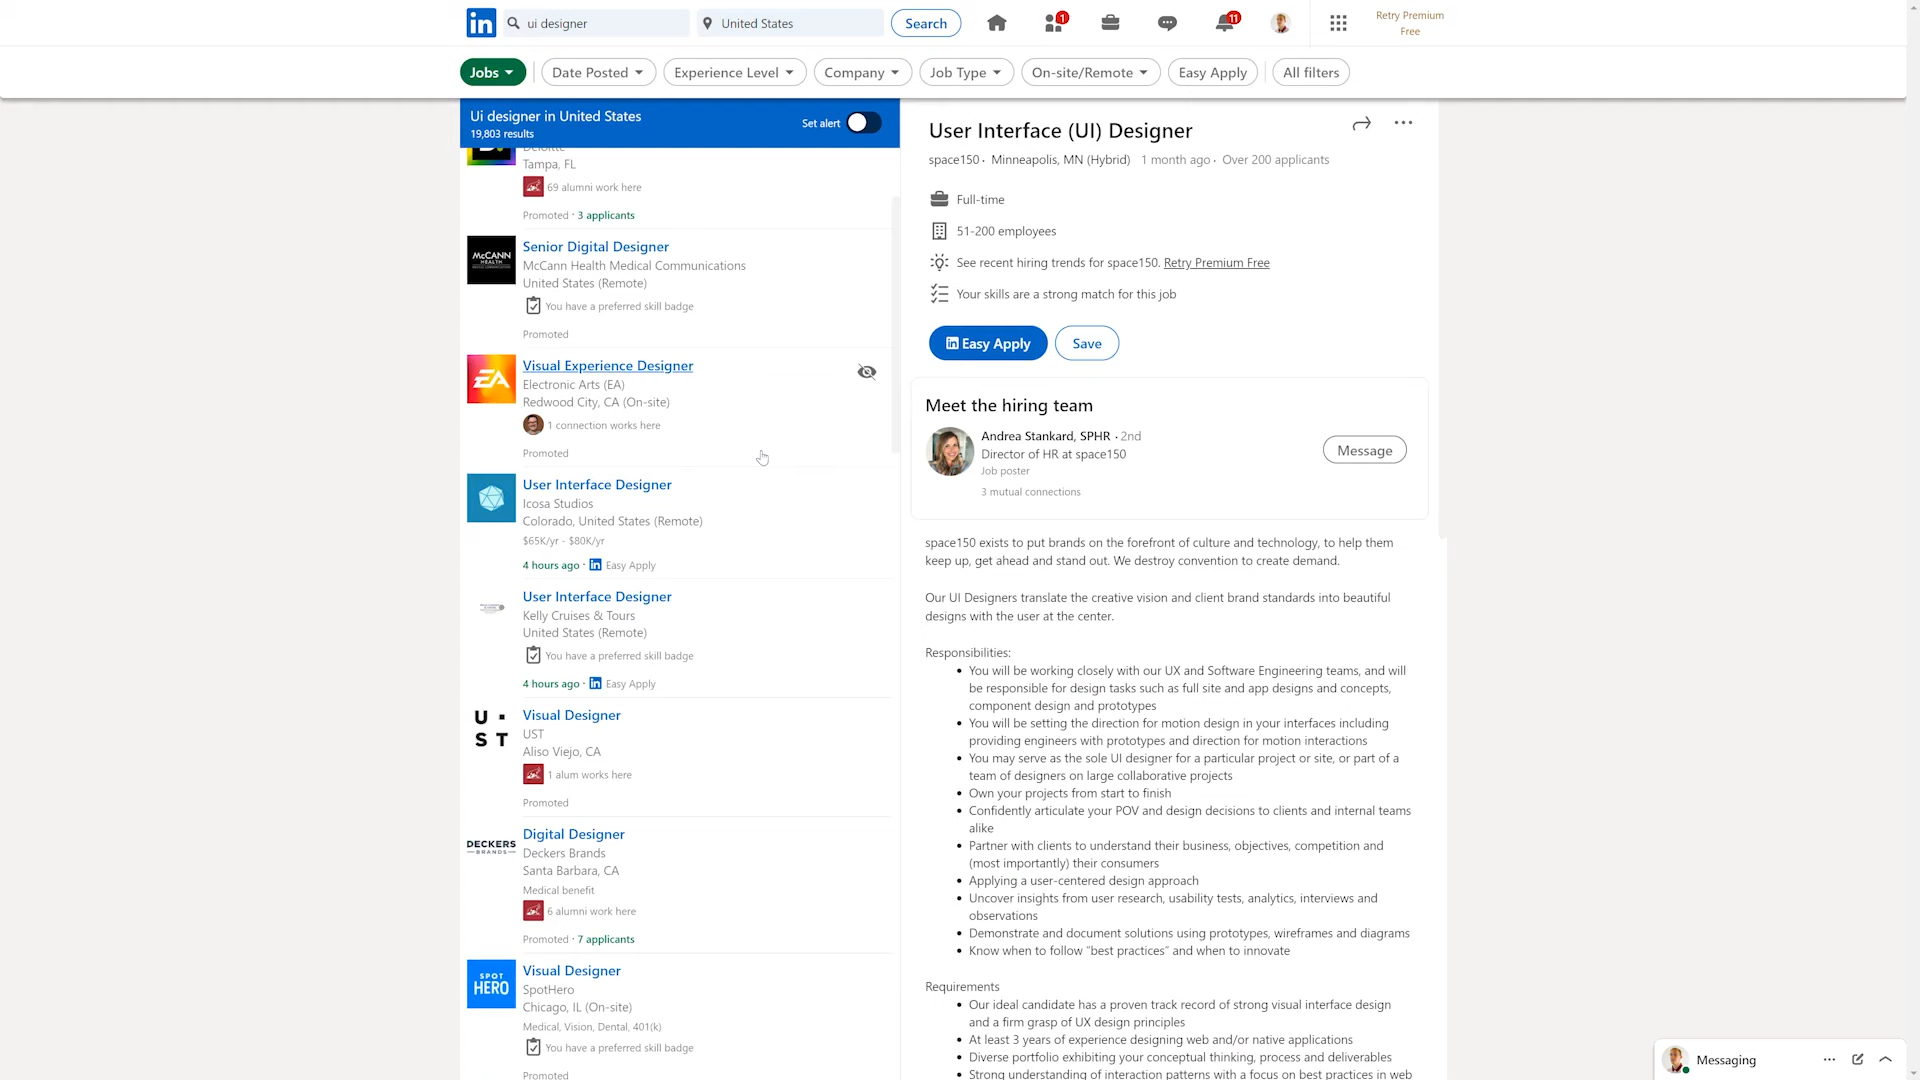 in
ui designer
United States
Search
1
11
Retry Premium
Free
Jobs
Date Posted
Experience Level
Company
Job Type
On-site/Remote
Easy Apply
All filters
Ui designer in United States
19,803 results
Set alert
Deloitte
Tampa, FL
69 alumni work here
Promoted · 3 applicants
McCANN
HEALTH
Senior Digital Designer
McCann Health Medical Communications
United States (Remote)
You have a preferred skill badge
Promoted
EA
Visual Experience Designer
Electronic Arts (EA)
Redwood City, CA (On-site)
1 connection works here
Promoted
User Interface Designer
Icosa Studios
Colorado, United States (Remote)
$65K/yr - $80K/yr
4 hours ago · in Easy Apply
User Interface Designer
Kelly Cruises & Tours
United States (Remote)
You have a preferred skill badge
4 hours ago · in Easy Apply
U·
ST
Visual Designer
UST
Aliso Viejo, CA
1 alum works here
Promoted
DECKERS
—BRANDS—
Digital Designer
Deckers Brands
Santa Barbara, CA
Medical benefit
6 alumni work here
Promoted · 7 applicants
SPOT
HERO
Visual Designer
SpotHero
Chicago, IL (On-site)
Medical, Vision, Dental, 401(k)
You have a preferred skill badge
Promoted
User Interface (UI) Designer
space150 · Minneapolis, MN (Hybrid) 1 month ago · Over 200 applicants
Full-time
51-200 employees
See recent hiring trends for space150. Retry Premium Free
Your skills are a strong match for this job
in Easy Apply
Save
Meet the hiring team
Andrea Stankard, SPHR · 2nd
Director of HR at space150
Job poster
3 mutual connections
Message
space150 exists to put brands on the forefront of culture and technology, to help them
keep up, get ahead and stand out. We destroy convention to create demand.
Our UI Designers translate the creative vision and client brand standards into beautiful
designs with the user at the center.
Responsibilities:
• You will be working closely with our UX and Software Engineering teams, and will
be responsible for design tasks such as full site and app designs and concepts,
component design and prototypes
• You will be setting the direction for motion design in your interfaces including
providing engineers with prototypes and direction for motion interactions
• You may serve as the sole UI designer for a particular project or site, or part of a
team of designers on large collaborative projects
• Own your projects from start to finish
• Confidently articulate your POV and design decisions to clients and internal teams
alike
• Partner with clients to understand their business, objectives, competition and
(most importantly) their consumers
• Applying a user-centered design approach
• Uncover insights from user research, usability tests, analytics, interviews and
observations
• Demonstrate and document solutions using prototypes, wireframes and diagrams
• Know when to follow "best practices" and when to innovate
Requirements
• Our ideal candidate has a proven track record of strong visual interface design
and a firm grasp of UX design principles
• At least 3 years of experience designing web and/or native applications
• Diverse portfolio exhibiting your conceptual thinking, process and deliverables
• Strong understanding of interaction patterns with a focus on best practices in web
Messaging